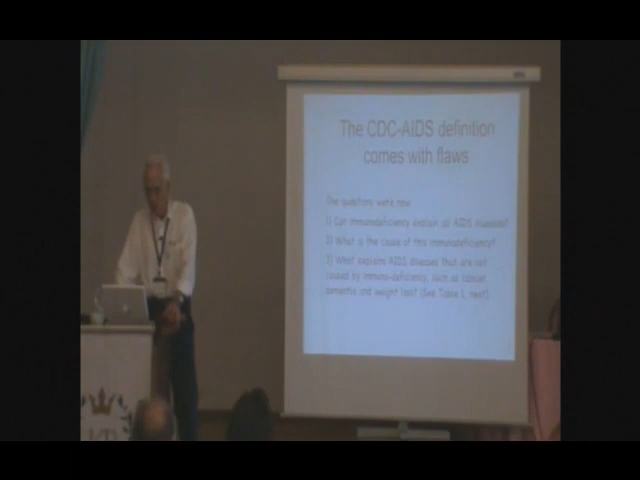 The CDC-AIDS definition
comes with flaws
The questions were now
1) Can immunodeficiency explain all AIDS diseases?
2) What is the cause of this immunodeficiency?
3) What explains AIDS diseases that are not
caused by immuno-deficiency, such as
dementia and weight loss? (See Table 1, next)